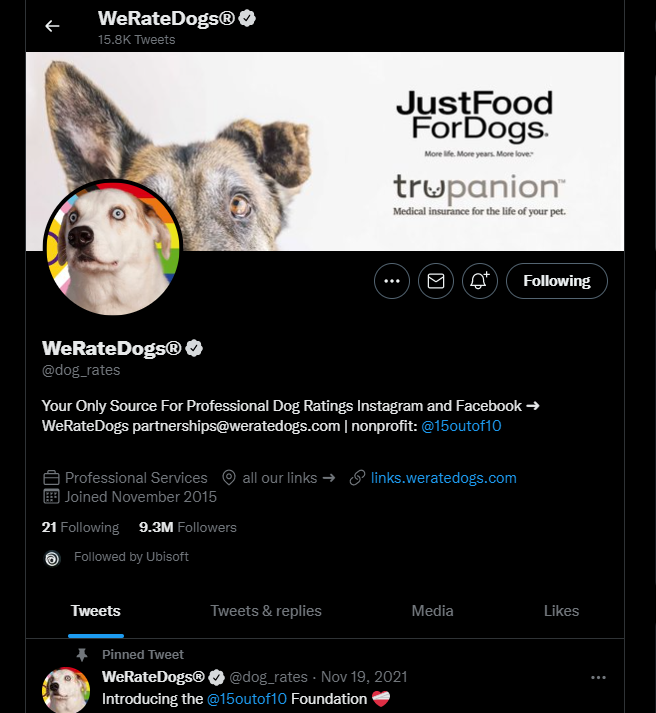 WeRateDogs®
15.8K Tweets
JustFood
ForDogs®
More life. More years. More love.®
trupanion™
Medical insurance for the life of your pet.
Following
WeRateDogs®
@dog_rates
Your Only Source For Professional Dog Ratings Instagram and Facebook ➔
WeRateDogs partnerships@weratedogs.com | nonprofit: @15outof10
Professional Services all our links ➔ links.weratedogs.com
Joined November 2015
21 Following 9.3M Followers
Followed by Ubisoft
Tweets Tweets & replies Media Likes
Pinned Tweet
WeRateDogs® @dog_rates · Nov 19, 2021
Introducing the @15outof10 Foundation